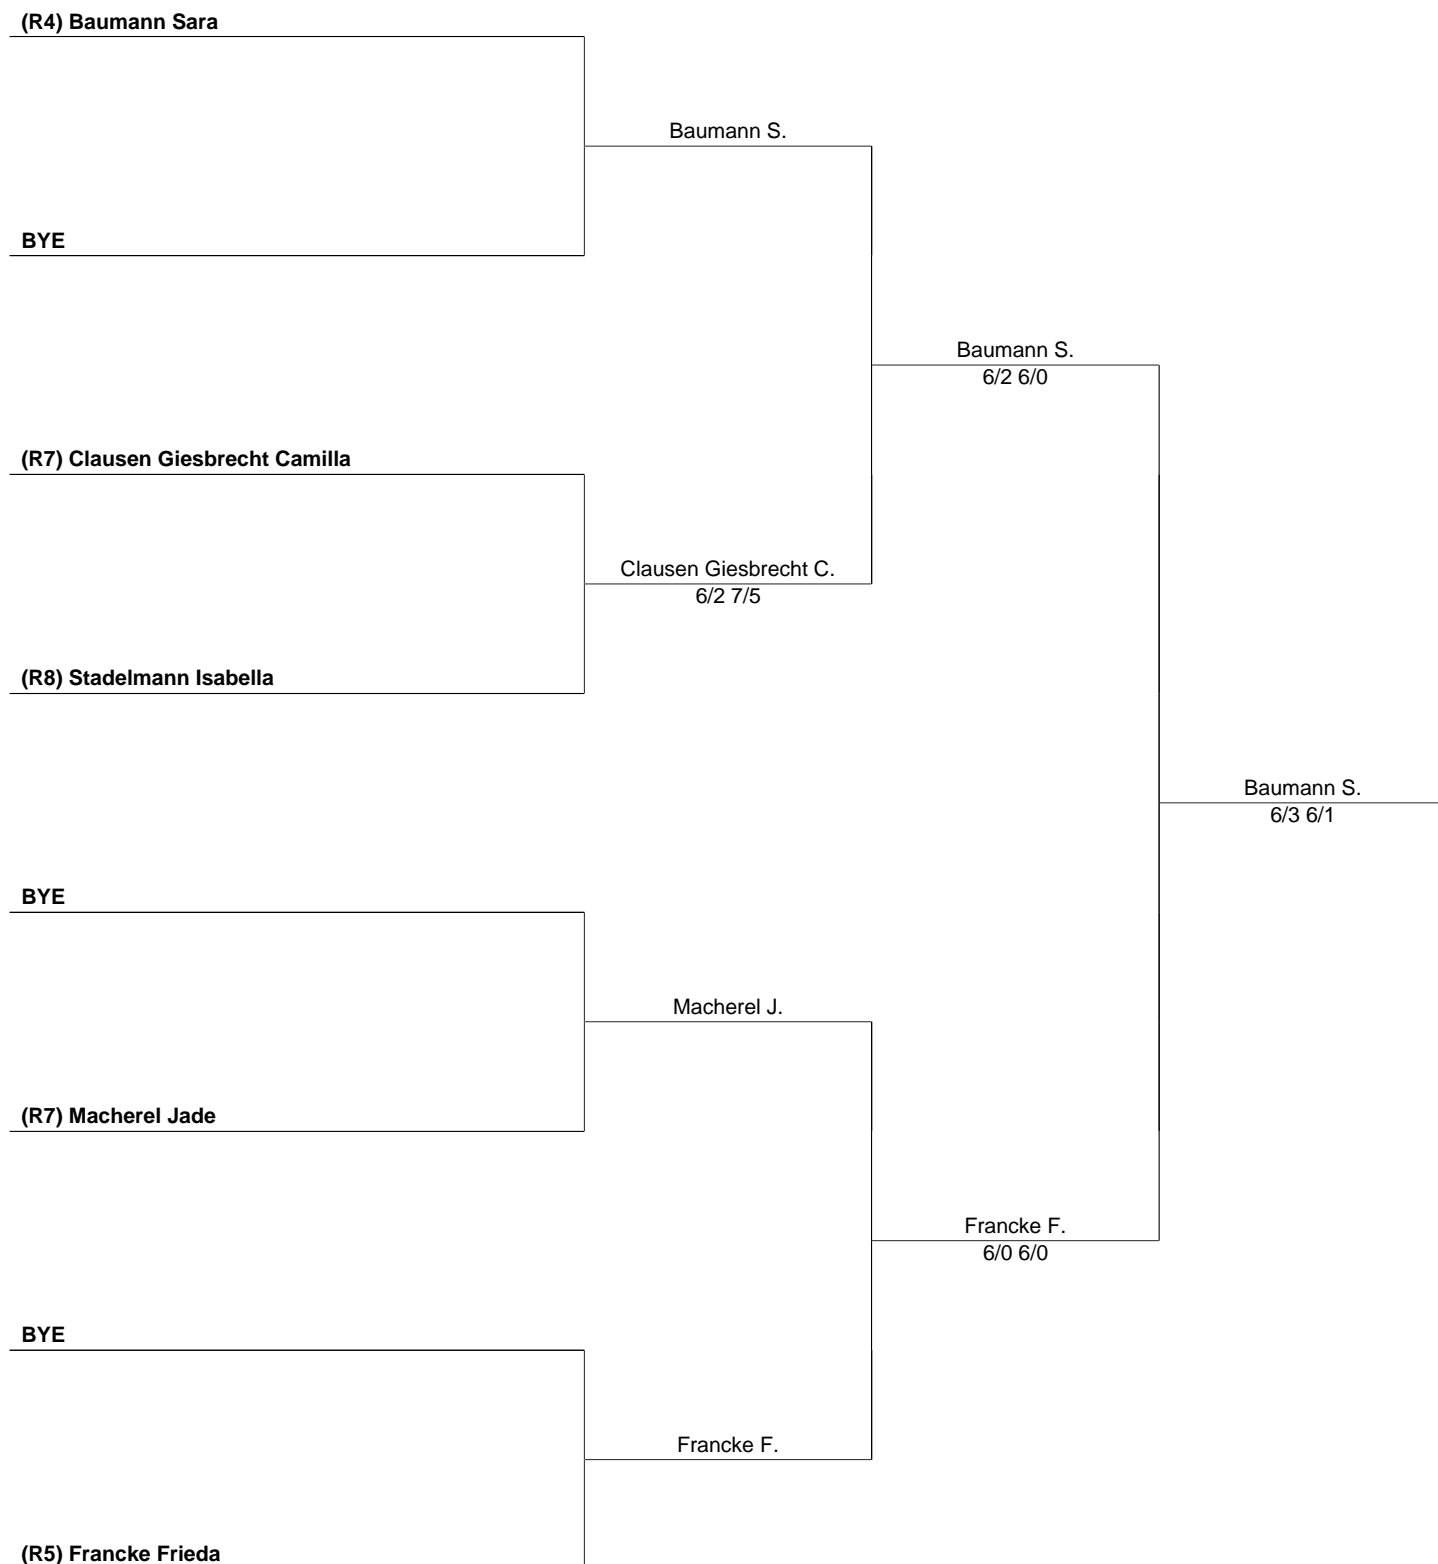 (R4) Baumann Sara
Baumann S.
BYE
Baumann S.
6/2 6/0
(R7) Clausen Giesbrecht Camilla
Clausen Giesbrecht C.
6/2 7/5
(R8) Stadelmann Isabella
Baumann S.
6/3 6/1
BYE
Macherel J.
(R7) Macherel Jade
Francke F.
6/0 6/0
BYE
Francke F.
(R5) Francke Frieda